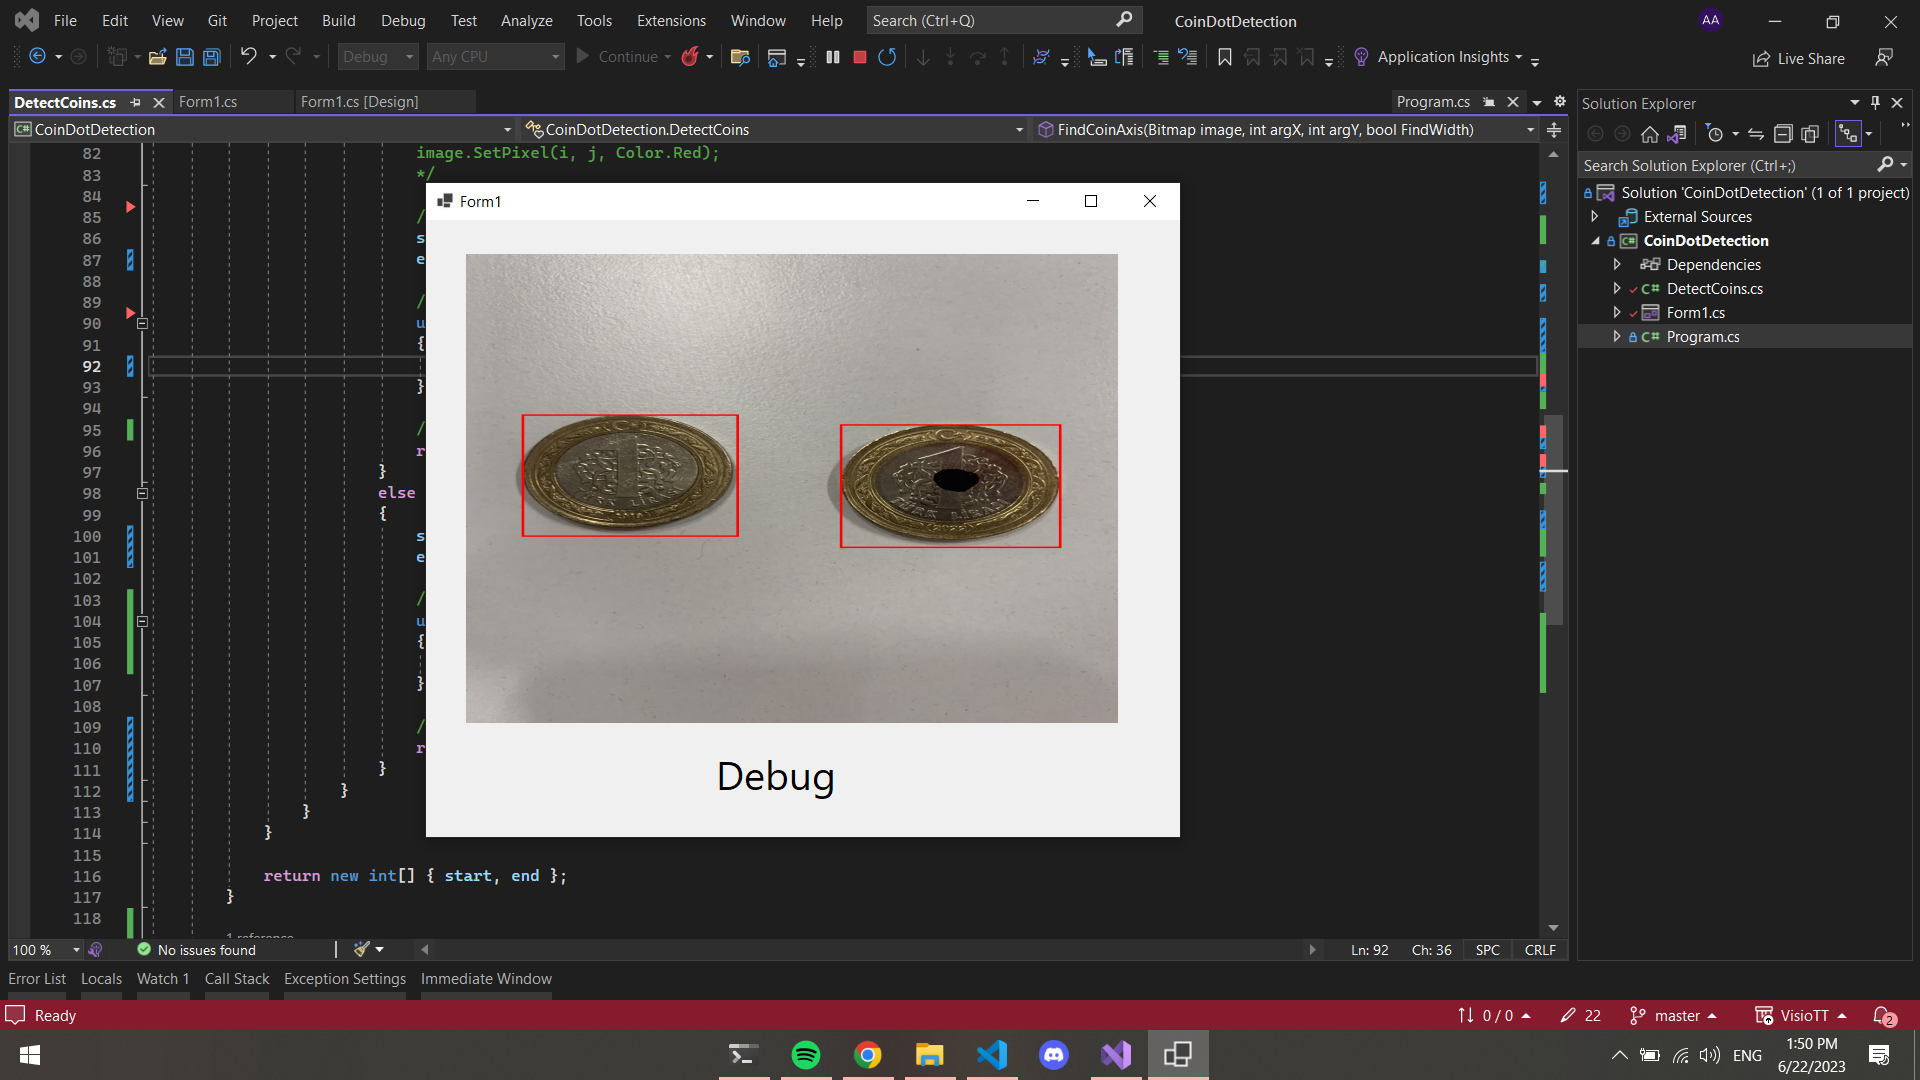 File Edit View Git Project Build Debug Test Analyze Tools Extensions Window Help Search (Ctrl+Q) CoinDotDetection AA
Debug Any CPU Continue Application Insights Live Share
DetectCoins.cs Form1.cs Form1.cs [Design] Program.cs
CoinDotDetection CoinDotDetection.DetectCoins FindCoinAxis(Bitmap image, int argX, int argY, bool FindWidth)
82 image.SetPixel(i, j, Color.Red);
83 */
84
85 /
86 s
87 e
88
89 /
90 u
91 {
92
93 }
94
95 /
96 r
97 }
98 else
99 {
100 s
101 e
102
103 /
104 u
105 {
106
107 }
108
109 /
110 r
111 }
112 }
113 }
114 }
115
116 return new int[] { start, end };
117 }
118
1 reference
Form1
TÜRK LİRASI
2022
Debug
100 % No issues found Ln: 92 Ch: 36 SPC CRLF
Solution Explorer
Search Solution Explorer (Ctrl+;)
Solution 'CoinDotDetection' (1 of 1 project)
External Sources
CoinDotDetection
Dependencies
DetectCoins.cs
Form1.cs
Program.cs
Error List Locals Watch 1 Call Stack Exception Settings Immediate Window
Ready 0 / 0 22 master VisioTT 2
ENG 1:50 PM
6/22/2023